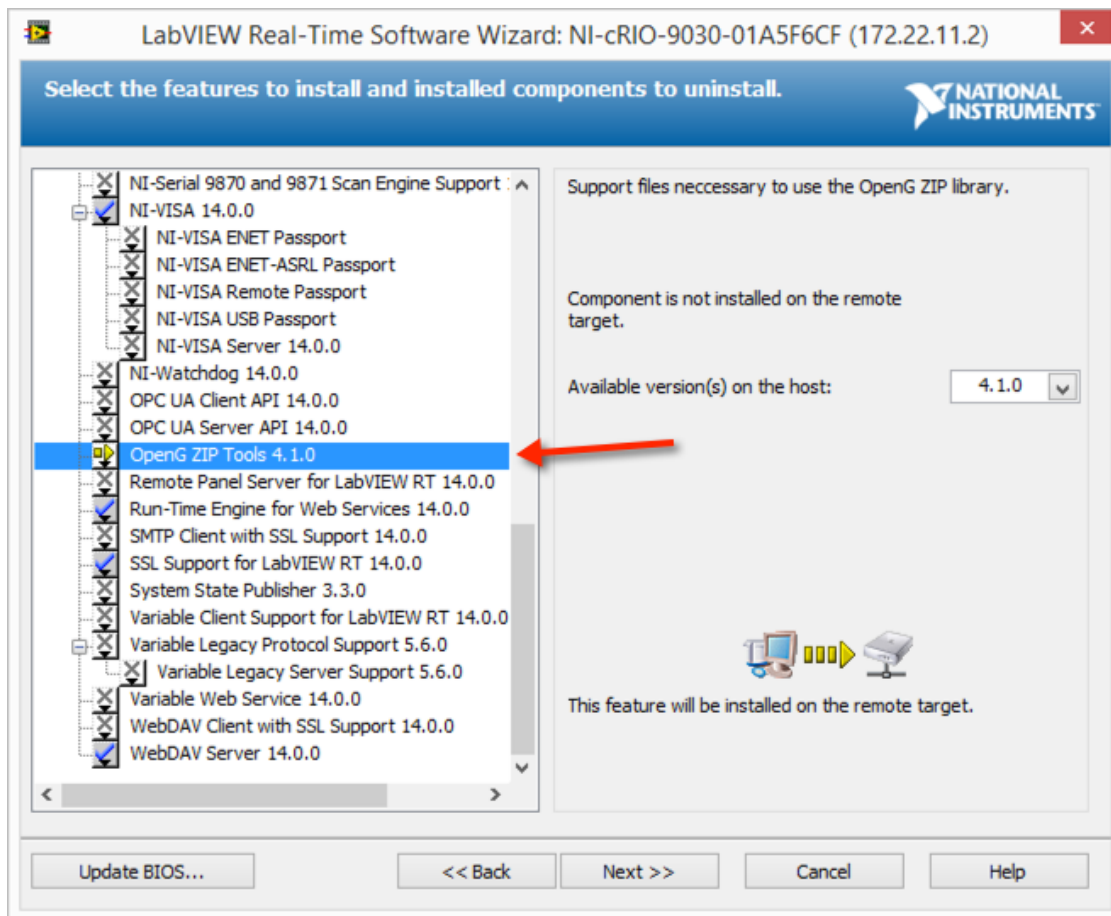 LabVIEW Real-Time Software Wizard: NI-cRIO-9030-01A5F6CF (172.22.11.2)
Select the features to install and installed components to uninstall.
NATIONAL
INSTRUMENTS
NI-Serial 9870 and 9871 Scan Engine Support
NI-VISA 14.0.0
NI-VISA ENET Passport
NI-VISA ENET-ASRL Passport
NI-VISA Remote Passport
NI-VISA USB Passport
NI-VISA Server 14.0.0
NI-Watchdog 14.0.0
OPC UA Client API 14.0.0
OPC UA Server API 14.0.0
OpenG ZIP Tools 4.1.0
Remote Panel Server for LabVIEW RT 14.0.0
Run-Time Engine for Web Services 14.0.0
SMTP Client with SSL Support 14.0.0
SSL Support for LabVIEW RT 14.0.0
System State Publisher 3.3.0
Variable Client Support for LabVIEW RT 14.0.0
Variable Legacy Protocol Support 5.6.0
Variable Legacy Server Support 5.6.0
Variable Web Service 14.0.0
WebDAV Client with SSL Support 14.0.0
WebDAV Server 14.0.0
Support files neccessary to use the OpenG ZIP library.
Component is not installed on the remote
target.
Available version(s) on the host: 4.1.0
This feature will be installed on the remote target.
Update BIOS... << Back Next >> Cancel Help